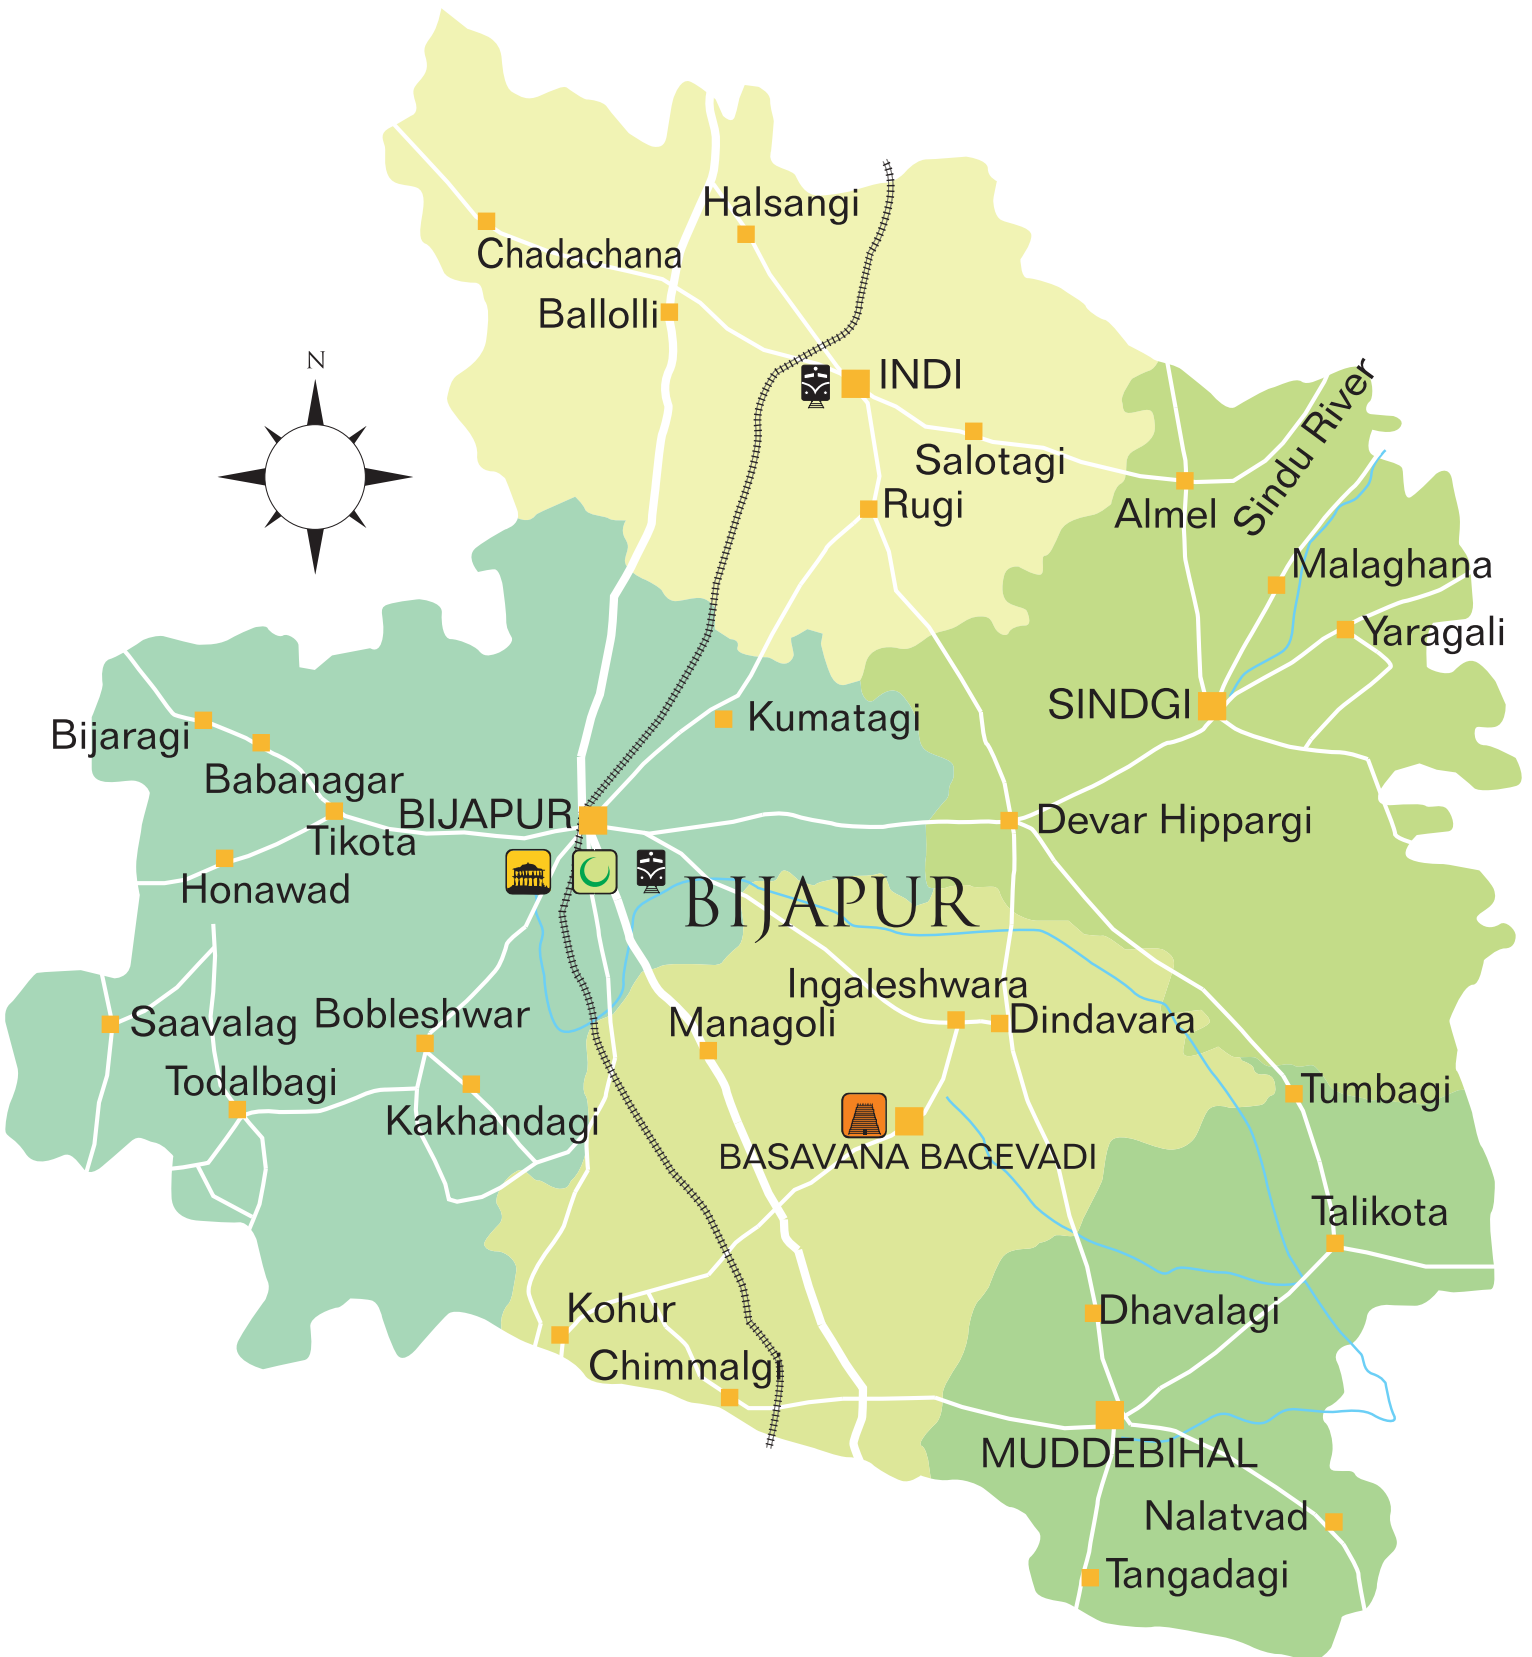 Halsangi
Chadachana
Ballolli
N
INDI
Sindu River
Salotagi
Rugi
Almel
Malaghana
Yaragali
SINDGI
Kumatagi
Bijaragi
Babanagar
BIJAPUR
Devar Hippargi
Tikota
Honawad
BIJAPUR
Ingaleshwara
Bobleshwar
Saavalag
Managoli
Dindavara
Todalbagi
Tumbagi
Kakhandagi
BASAVANA BAGEVADI
Talikota
Kohur
Dhavalagi
Chimmalgi
MUDDEBIHAL
Nalatvad
Tangadagi